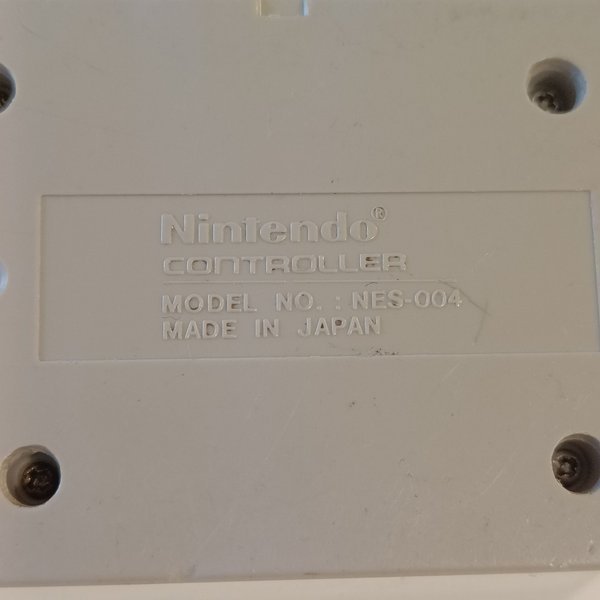 Nintendo®
CONTROLLER
MODEL NO. : NES-004
MADE IN JAPAN